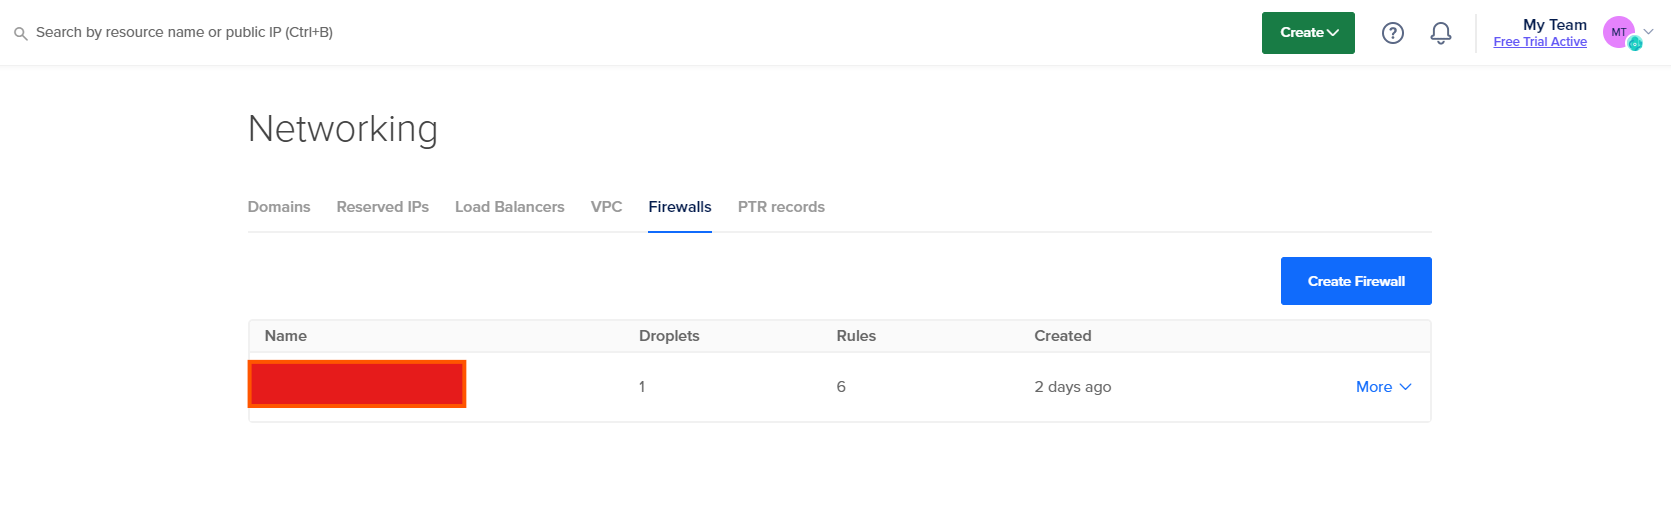 Search by resource name or public IP (Ctrl+B)
Create
?
My Team
Free Trial Active
MT
Networking
Domains Reserved IPs Load Balancers VPC Firewalls PTR records
Create Firewall
Name Droplets Rules Created
1 6 2 days ago More